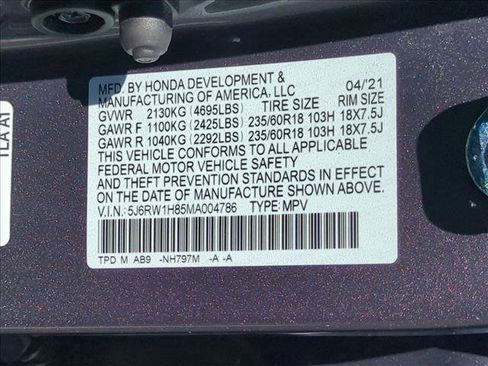 MFD. BY HONDA DEVELOPMENT &
MANUFACTURING OF AMERICA, LLC 04/'21
GVWR 2130KG (4695LBS) TIRE SIZE RIM SIZE
GAWR F 1100KG (2425LBS) 235/60R18 103H 18X7.5J
GAWR R 1040KG (2292LBS) 235/60R18 103H 18X7.5J
THIS VEHICLE CONFORMS TO ALL APPLICABLE
FEDERAL MOTOR VEHICLE SAFETY
AND THEFT PREVENTION STANDARDS IN EFFECT
ON THE DATE OF MANUFACTURE SHOWN ABOVE.
V.I.N.: 5J6RW1H85MA004786 TYPE: MPV
TPD M AB9 -NH797M -A -A
TLA A1